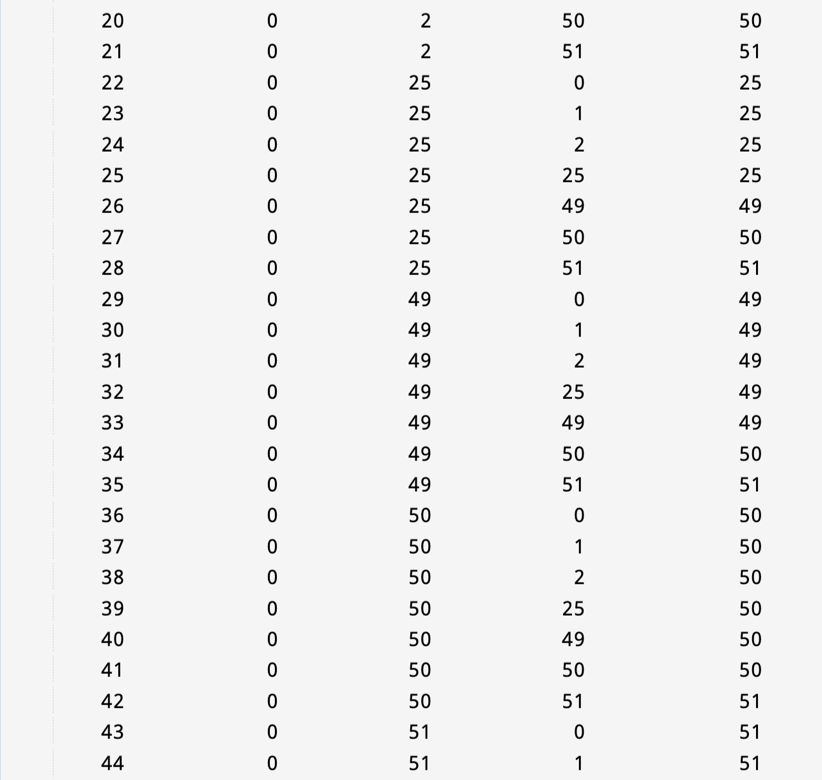 20 0 2 50 50
21 0 2 51 51
22 0 25 0 25
23 0 25 1 25
24 0 25 2 25
25 0 25 25 25
26 0 25 49 49
27 0 25 50 50
28 0 25 51 51
29 0 49 0 49
30 0 49 1 49
31 0 49 2 49
32 0 49 25 49
33 0 49 49 49
34 0 49 50 50
35 0 49 51 51
36 0 50 0 50
37 0 50 1 50
38 0 50 2 50
39 0 50 25 50
40 0 50 49 50
41 0 50 50 50
42 0 50 51 51
43 0 51 0 51
44 0 51 1 51